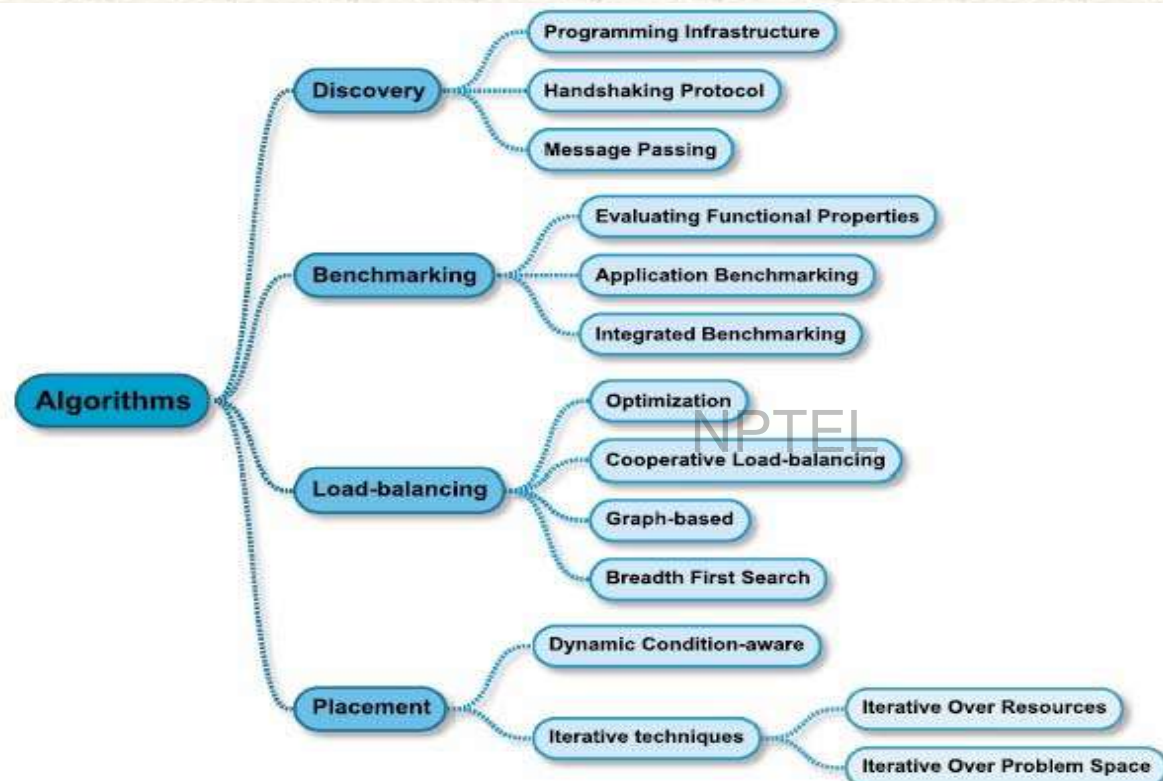 Programming Infrastructure
Discovery
Handshaking Protocol
Message Passing
Evaluating Functional Properties
Benchmarking
Application Benchmarking
Integrated Benchmarking
Algorithms
Optimization
NPTEL
Cooperative Load-balancing
Load-balancing
Graph-based
Breadth First Search
Dynamic Condition-aware
Placement
Iterative techniques
Iterative Over Resources
Iterative Over Problem Space